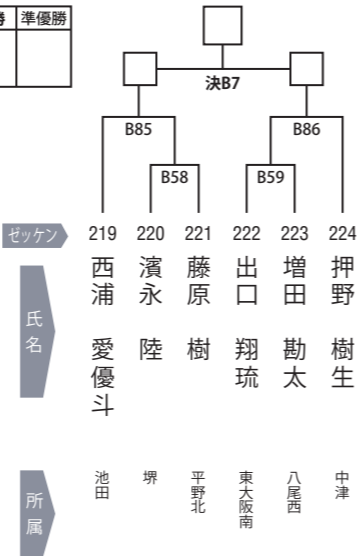 勝 準優勝
決B7
B85 B86
B58 B59
ゼッケン 219 220 221 222 223 224
氏名 西浦 愛優斗 濱永 陸 藤原 樹 出口 翔琉 増田 勘太 押野 樹生
所属 池田 堺 平野北 東大阪南 八尾西 中津